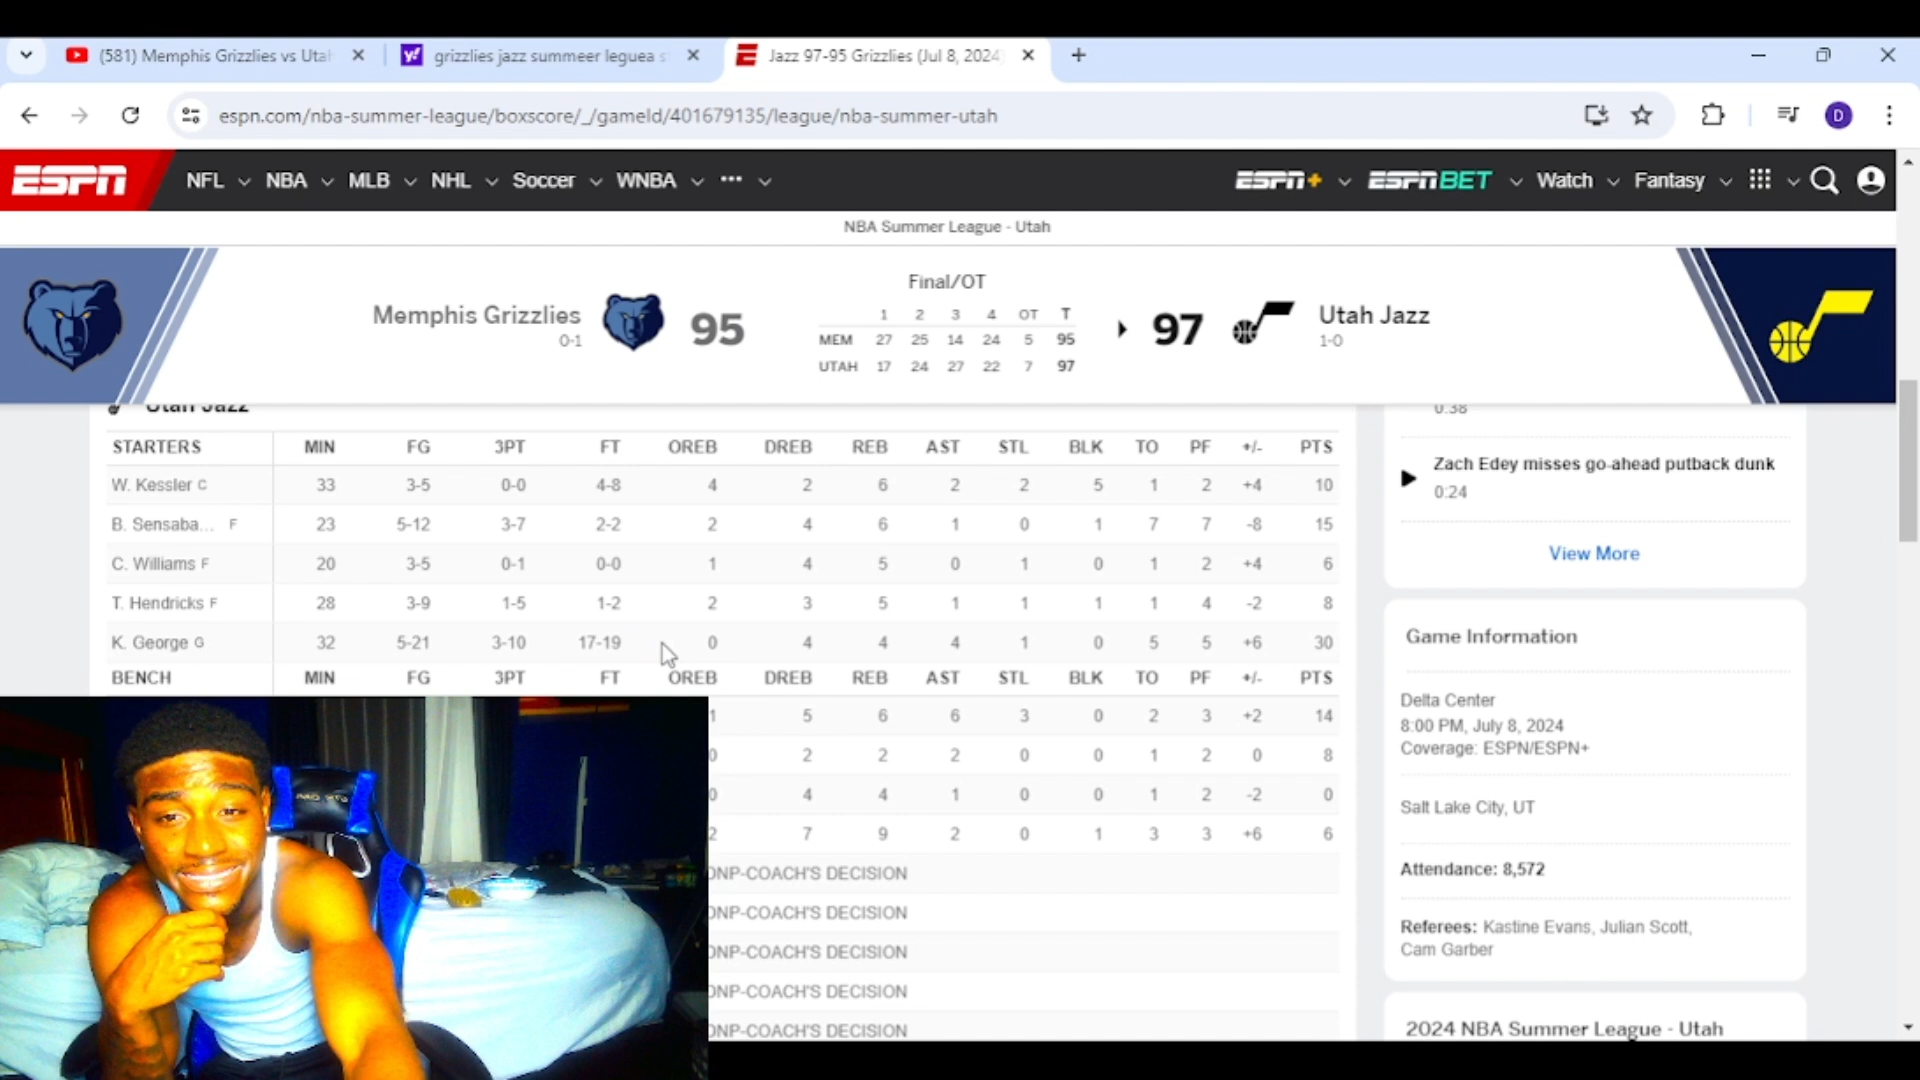 (581) Memphis Grizzlies vs Utah
grizzlies jazz summeer leguea s
Jazz 97-95 Grizzlies (Jul 8, 2024)
espn.com/nba-summer-league/boxscore/_/gameId/401679135/league/nba-summer-utah
D
ESPN NFL NBA MLB NHL Soccer WNBA ... ESPN+ ESPN BET Watch Fantasy
NBA Summer League - Utah
Final/OT
Memphis Grizzlies 95
0-1
1 2 3 4 OT T
MEM 27 25 14 24 5 95
UTAH 17 24 27 22 7 97
97 Utah Jazz
1-0
Utah Jazz
STARTERS MIN FG 3PT FT OREB DREB REB AST STL BLK TO PF +/- PTS
W. Kessler C 33 3-5 0-0 4-8 4 2 6 2 2 5 1 2 +4 10
B. Sensaba... F 23 5-12 3-7 2-2 2 4 6 1 0 1 7 7 -8 15
C. Williams F 20 3-5 0-1 0-0 1 4 5 0 1 0 1 2 +4 6
T. Hendricks F 28 3-9 1-5 1-2 2 3 5 1 1 1 1 4 -2 8
K. George G 32 5-21 3-10 17-19 0 4 4 4 1 0 5 5 +6 30
BENCH MIN FG 3PT FT OREB DREB REB AST STL BLK TO PF +/- PTS
1 5 6 6 3 0 2 3 +2 14
0 2 2 2 0 0 1 2 0 8
0 4 4 1 0 0 1 2 -2 0
2 7 9 2 0 1 3 3 +6 6
DNP-COACH'S DECISION
DNP-COACH'S DECISION
DNP-COACH'S DECISION
DNP-COACH'S DECISION
DNP-COACH'S DECISION
0:38
Zach Edey misses go-ahead putback dunk
0:24
View More
Game Information
Delta Center
8:00 PM, July 8, 2024
Coverage: ESPN/ESPN+
Salt Lake City, UT
Attendance: 8,572
Referees: Kastine Evans, Julian Scott,
Cam Garber
2024 NBA Summer League - Utah